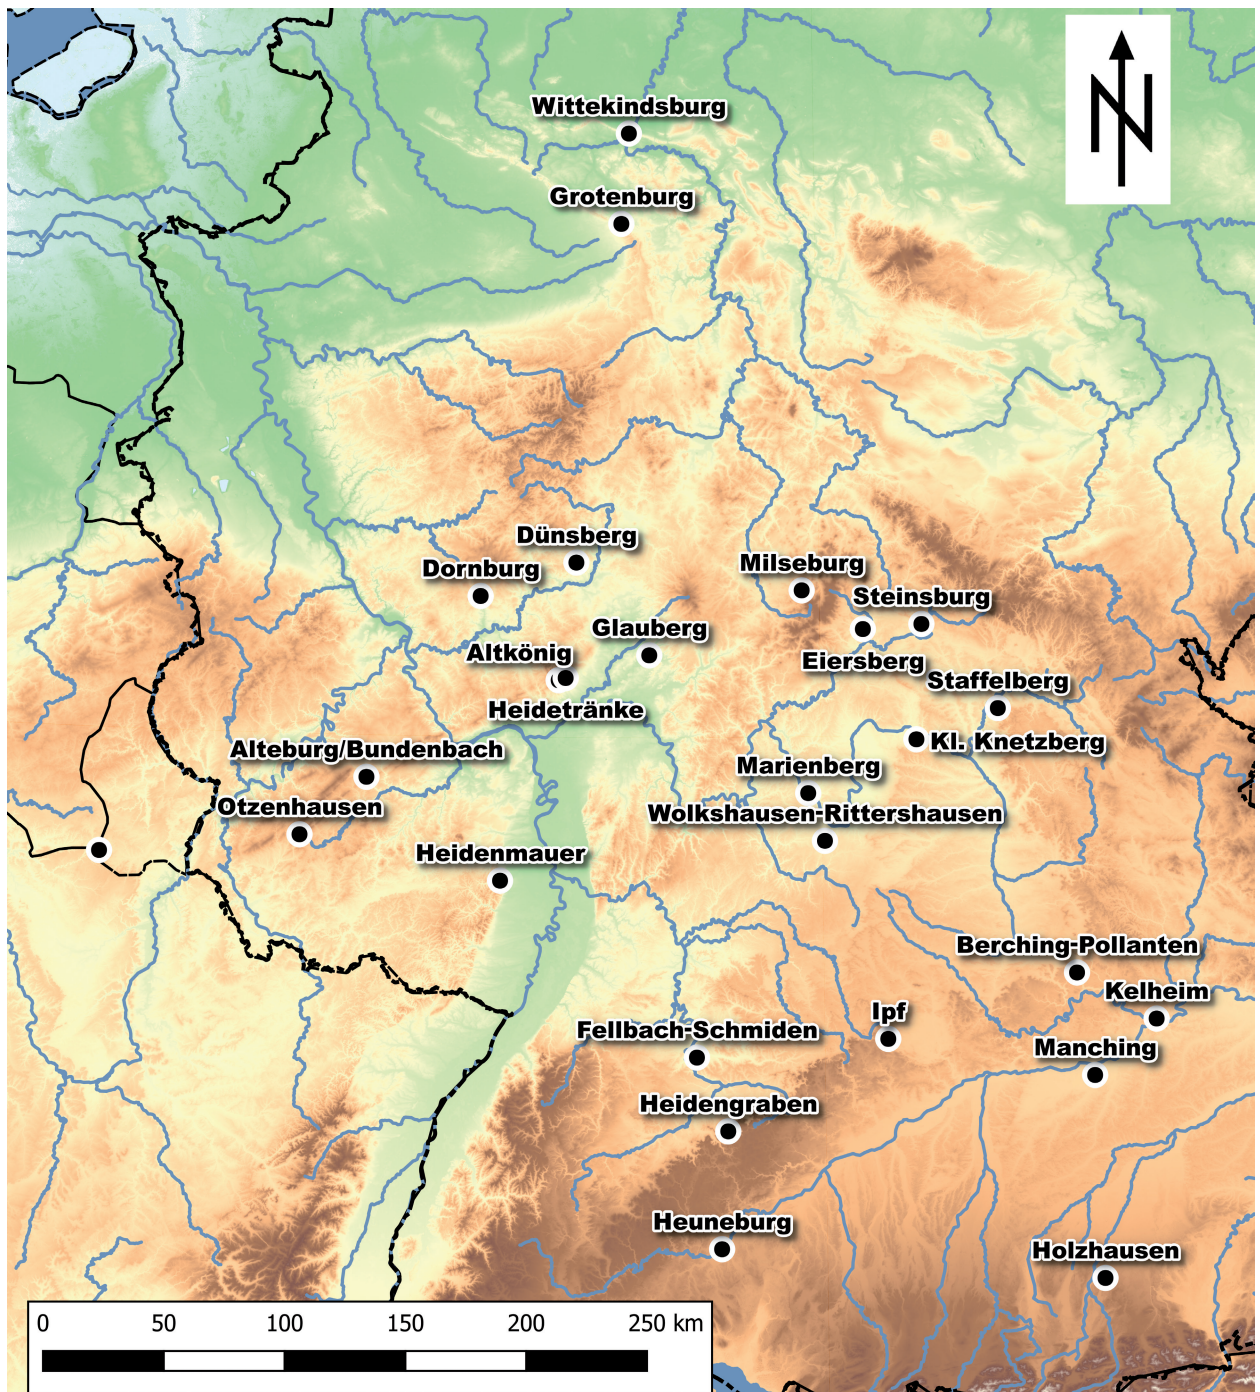 N
Wittekindsburg
Grotenburg
Dünsberg
Dornburg
Milseburg
Steinsburg
Glauberg
Altkönig
Eiersberg
Staffelberg
Heidetränke
Kl. Knetzberg
Alteburg/Bundenbach
Marienberg
Otzenhausen
Wolkshausen-Rittershausen
Heidenmauer
Berching-Pollanten
Kelheim
Ipf
Fellbach-Schmiden
Manching
Heidengraben
Heuneburg
Holzhausen
0 50 100 150 200 250 km